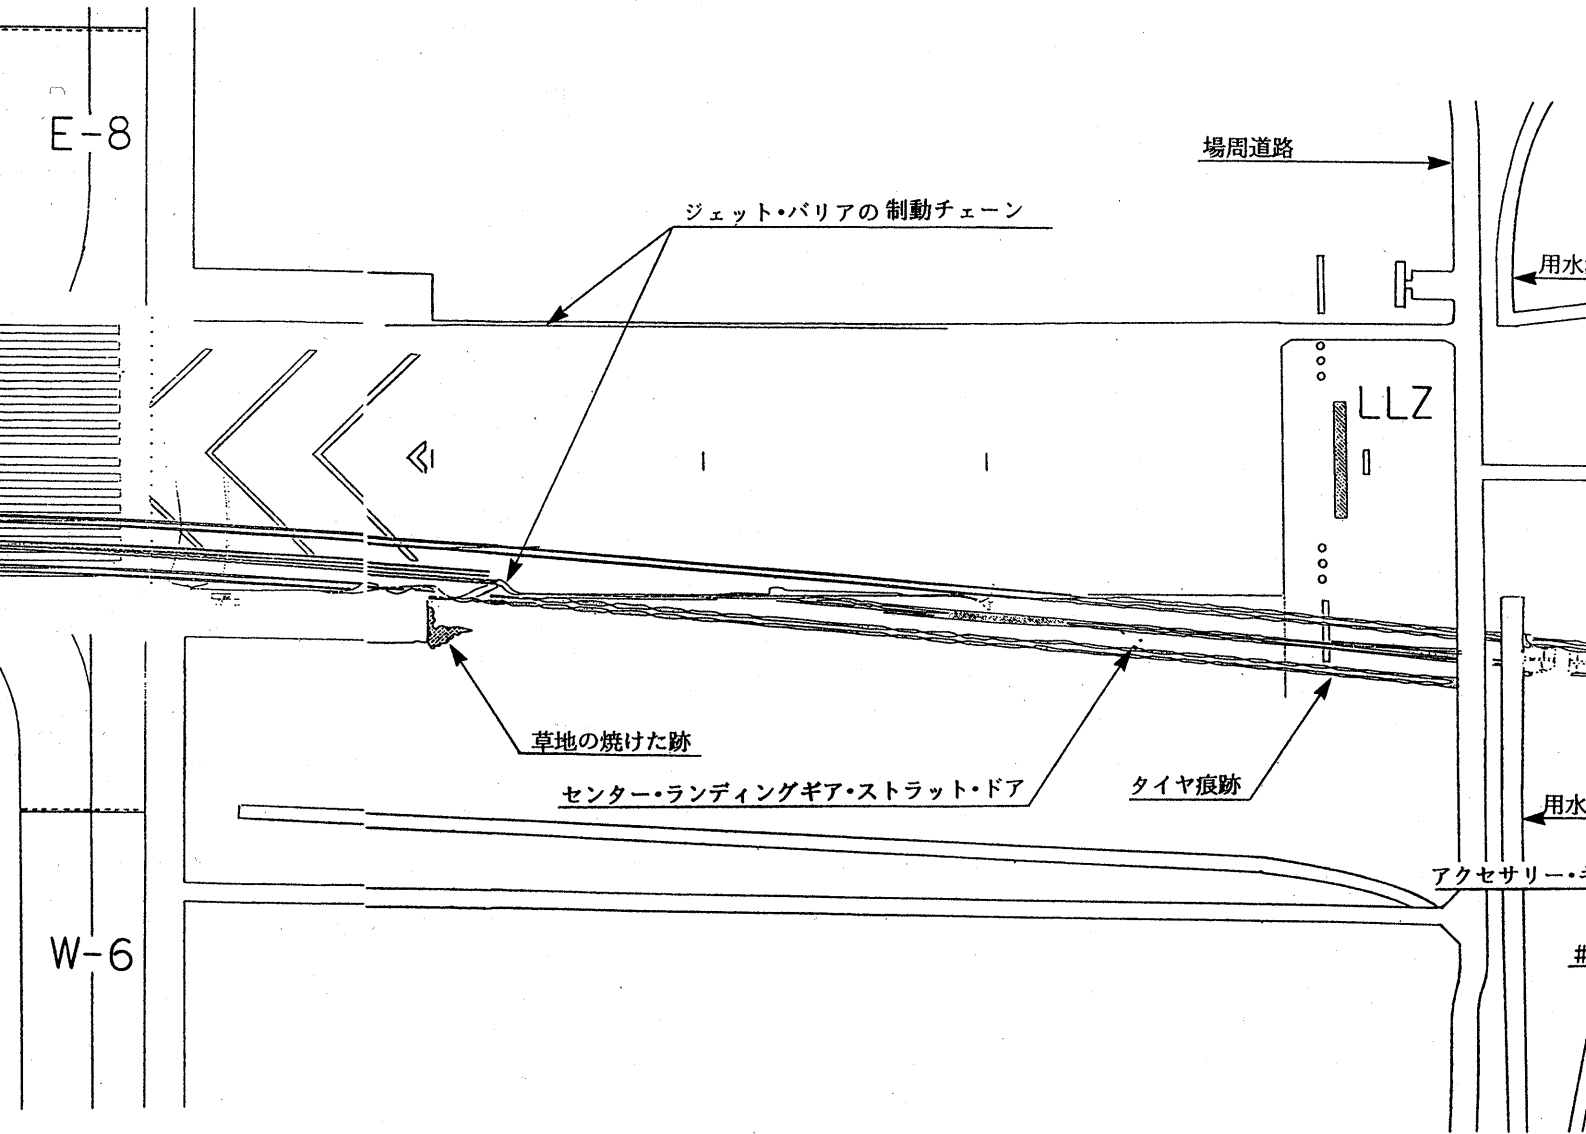 E-8
場周道路
ジェット・バリアの制動チェーン
用水
LLZ
草地の焼けた跡
センター・ランディングギア・ストラット・ドア
タイヤ痕跡
用水
アクセサリー・
W-6
#